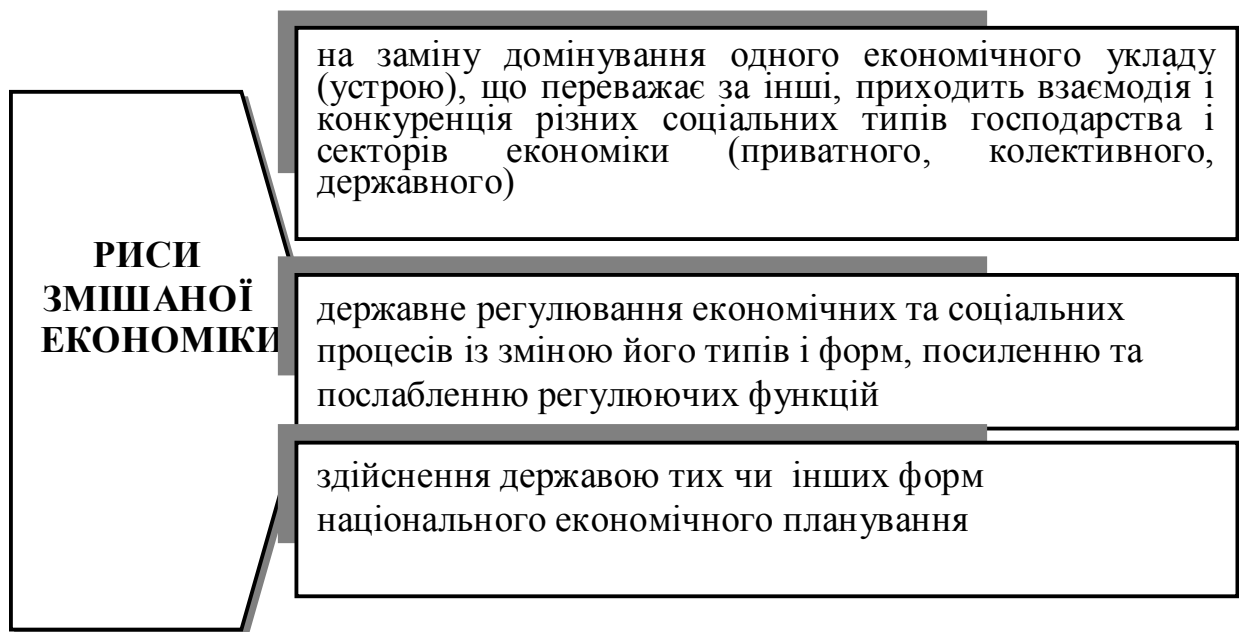 на заміну домінування одного економічного укладу
(устрою), що переважає за інші, приходить взаємодія і
конкуренція різних соціальних типів господарства і
секторів економіки (приватного, колективного,
державного)
РИСИ
ЗМІШАНОЇ
ЕКОНОМІКИ
державне регулювання економічних та соціальних
процесів із зміною його типів і форм, посиленню та
послабленню регулюючих функцій
здійснення державою тих чи інших форм
національного економічного планування